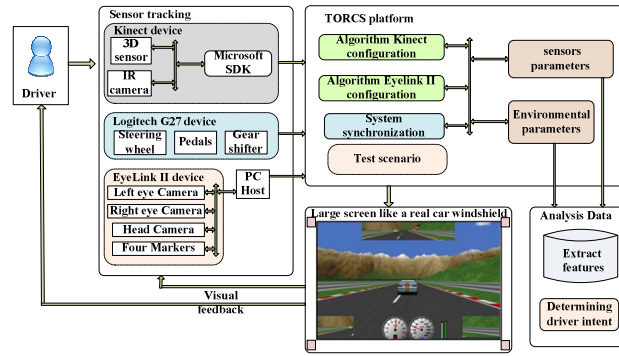 Sensor tracking
Kinect device
3D
sensor
IR
camera
Microsoft
SDK
Driver
Logitech G27 device
Steering
wheel
Pedals
Gear
shifter
EyeLink II device
Left eye Camera
Right eye Camera
Head Camera
Four Markers
PC
Host
TORCS platform
Algorithm Kinect
configuration
Algorithm Eyelink II
configuration
System
synchronization
Test scenario
sensors
parameters
Environmental
parameters
Large screen like a real car windshield
Analysis Data
Extract
features
Determining
driver intent
Visual
feedback